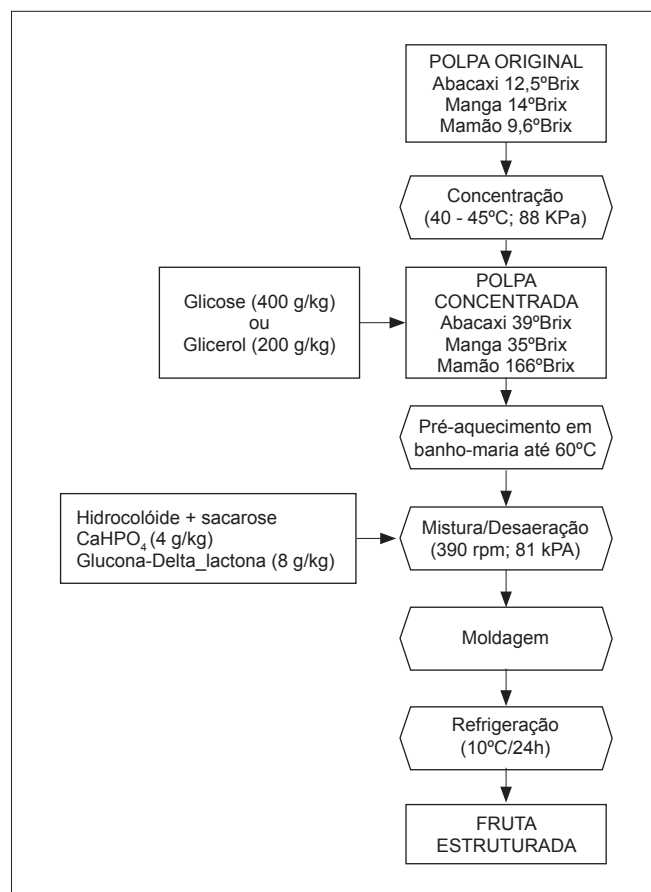 POLPA ORIGINAL
Abacaxi 12,5ºBrix
Manga 14ºBrix
Mamão 9,6ºBrix
Concentração
(40 - 45ºC; 88 KPa)
Glicose (400 g/kg)
ou
Glicerol (200 g/kg)
POLPA
CONCENTRADA
Abacaxi 39ºBrix
Manga 35ºBrix
Mamão 166ºBrix
Pré-aquecimento em
banho-maria até 60ºC
Hidrocolóide + sacarose
CaHPO₄ (4 g/kg)
Glucona-Delta_lactona (8 g/kg)
Mistura/Desaeração
(390 rpm; 81 kPA)
Moldagem
Refrigeração
(10ºC/24h)
FRUTA
ESTRUTURADA